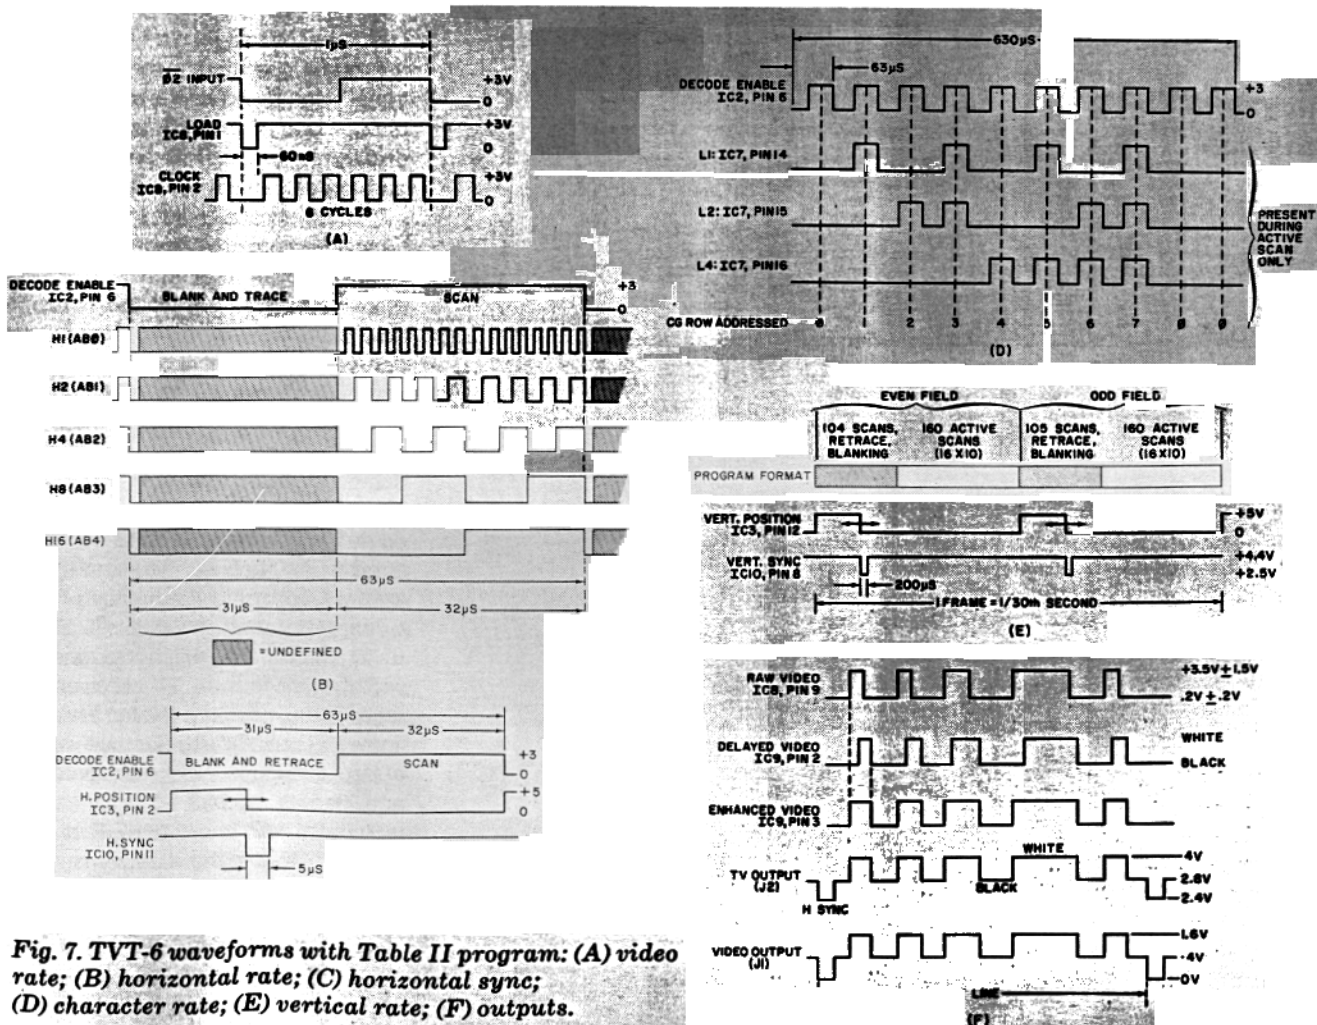 1µS
Ø2 INPUT
+3V
0
LOAD
IC8, PIN 1
+3V
0
60nS
CLOCK
IC8, PIN 2
+3V
0
8 CYCLES
(A)
DECODE ENABLE
IC2, PIN 6
BLANK AND TRACE
SCAN
+3
0
H1 (ABØ)
H2 (AB1)
H4 (AB2)
H8 (AB3)
H16 (AB4)
63µS
31µS
32µS
=UNDEFINED
(B)
63µS
31µS
32µS
DECODE ENABLE
IC2, PIN 6
BLANK AND RETRACE
SCAN
+3
0
H.POSITION
IC3, PIN 2
+5
0
H.SYNC
IC10, PIN 11
5µS
630µS
63µS
DECODE ENABLE
IC2, PIN 6
+3
0
L1: IC7, PIN 14
L2: IC7, PIN 15
L4: IC7, PIN 16
PRESENT
DURING
ACTIVE
SCAN
ONLY
CG ROW ADDRESSED Ø 1 2 3 4 5 6 7 Ø Ø
(D)
EVEN FIELD ODD FIELD
104 SCANS, RETRACE, BLANKING
160 ACTIVE SCANS (16 X 10)
105 SCANS, RETRACE, BLANKING
160 ACTIVE SCANS (16 X 10)
PROGRAM FORMAT
VERT. POSITION
IC3, PIN 12
+5V
0
VERT. SYNC
IC10, PIN 6
+4.4V
+2.5V
200µS
1 FRAME = 1/30th SECOND
(E)
RAW VIDEO
IC8, PIN 9
+3.5V ± 1.5V
.2V ± .2V
DELAYED VIDEO
IC9, PIN 2
WHITE
BLACK
ENHANCED VIDEO
IC9, PIN 3
TV OUTPUT
(J2)
WHITE
BLACK
H SYNC
4V
2.8V
2.4V
VIDEO OUTPUT
(J1)
1.6V
.4V
0V
LINE
(F)
Fig. 7. TVT-6 waveforms with Table II program: (A) video
rate; (B) horizontal rate; (C) horizontal sync;
(D) character rate; (E) vertical rate; (F) outputs.